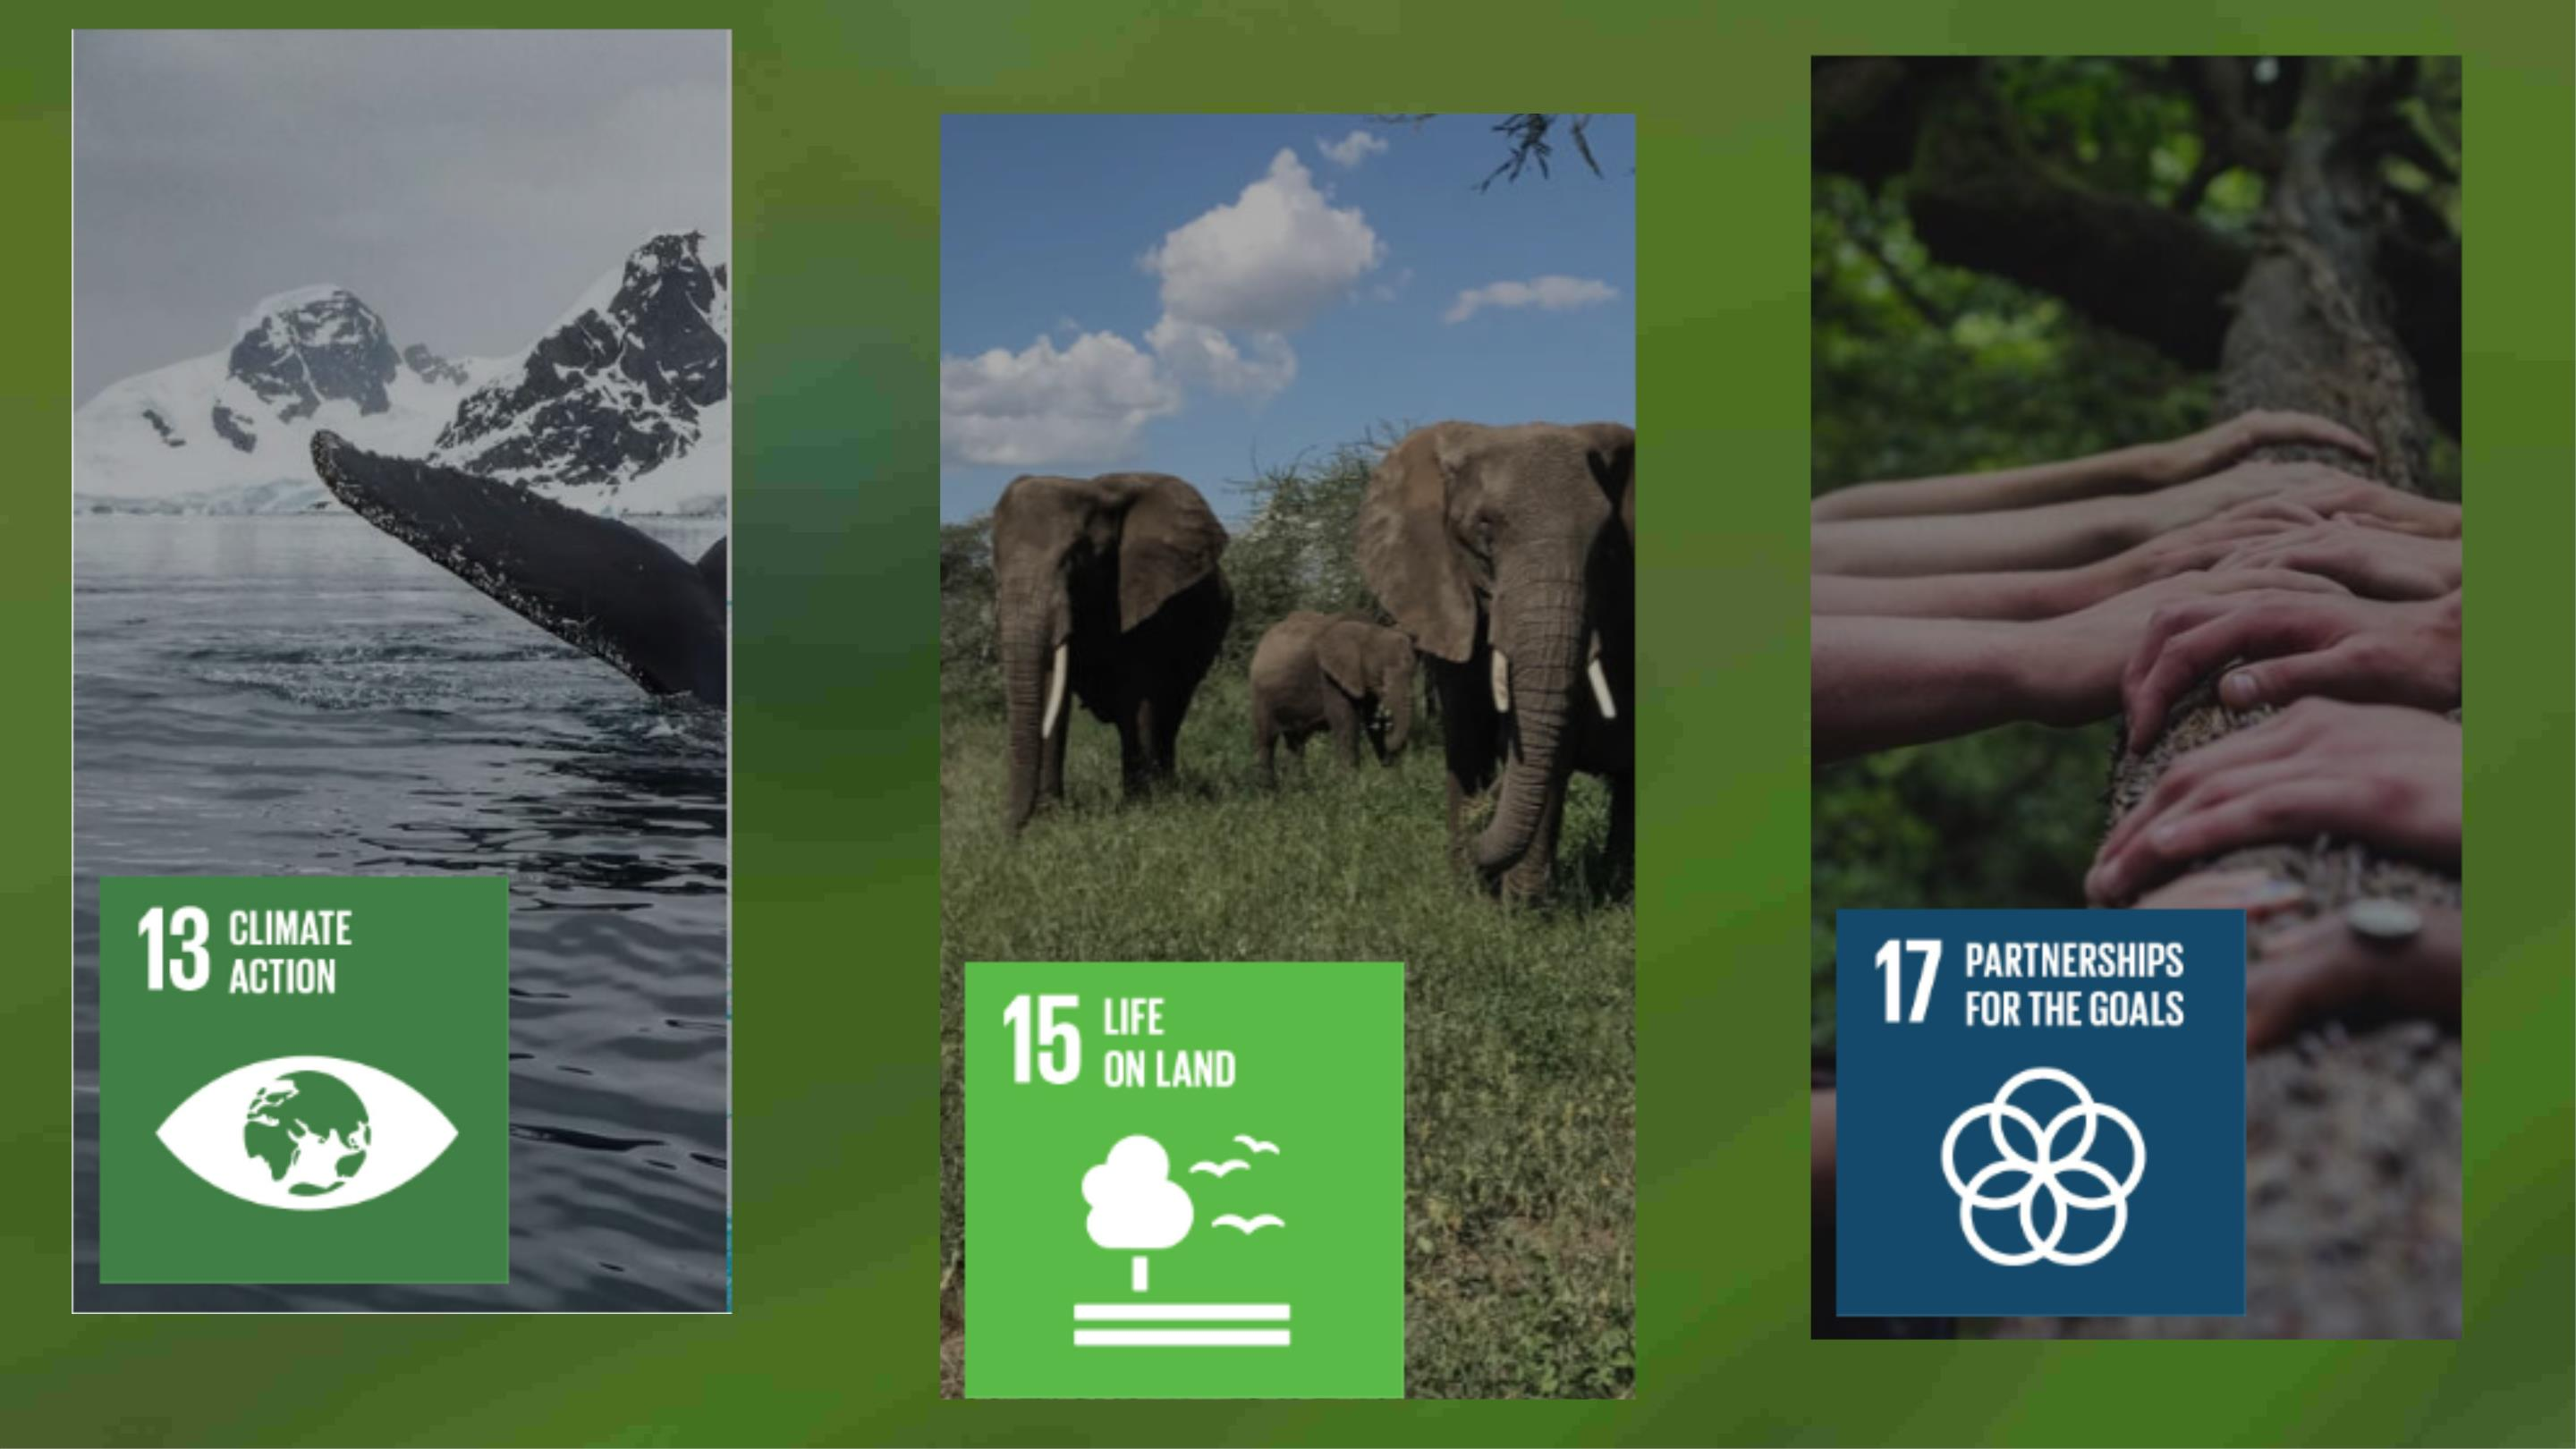 13 CLIMATE
ACTION
15 LIFE
ON LAND
17 PARTNERSHIPS
FOR THE GOALS